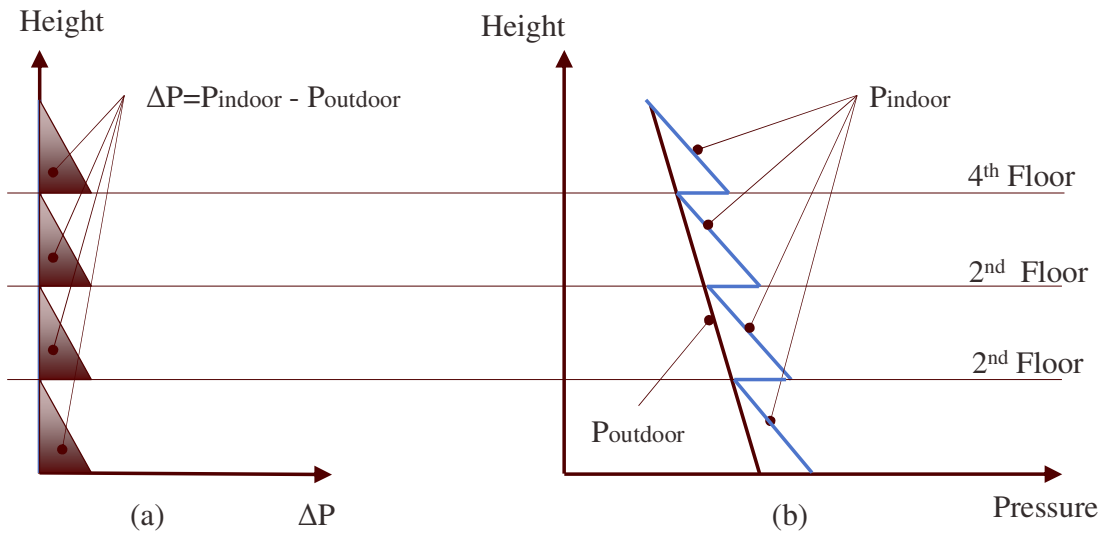 Height
ΔP=Pindoor - Poutdoor
(a)
ΔP
Height
Pindoor
4th Floor
2nd Floor
2nd Floor
Poutdoor
Pressure
(b)